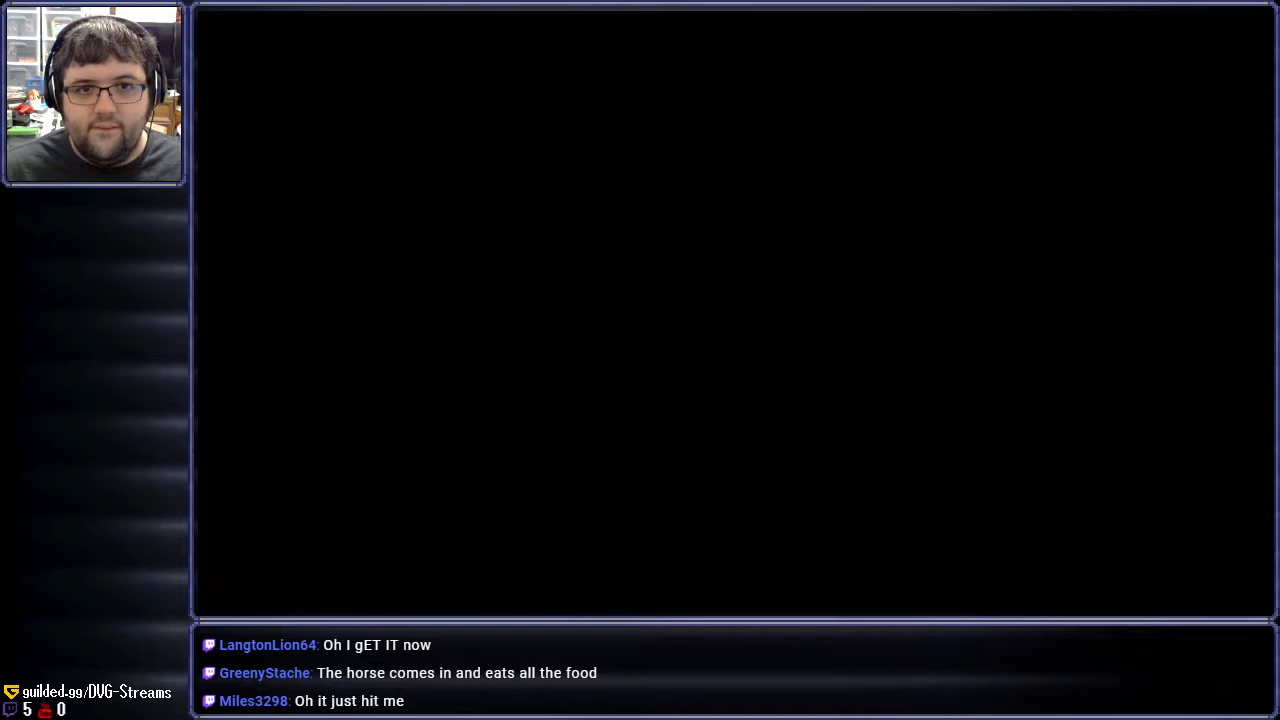 LangtonLion64: Oh I gET IT now
GreenyStache: The horse comes in and eats all the food
guilded.gg/DVG-Streams
Miles3298: Oh it just hit me
5 0